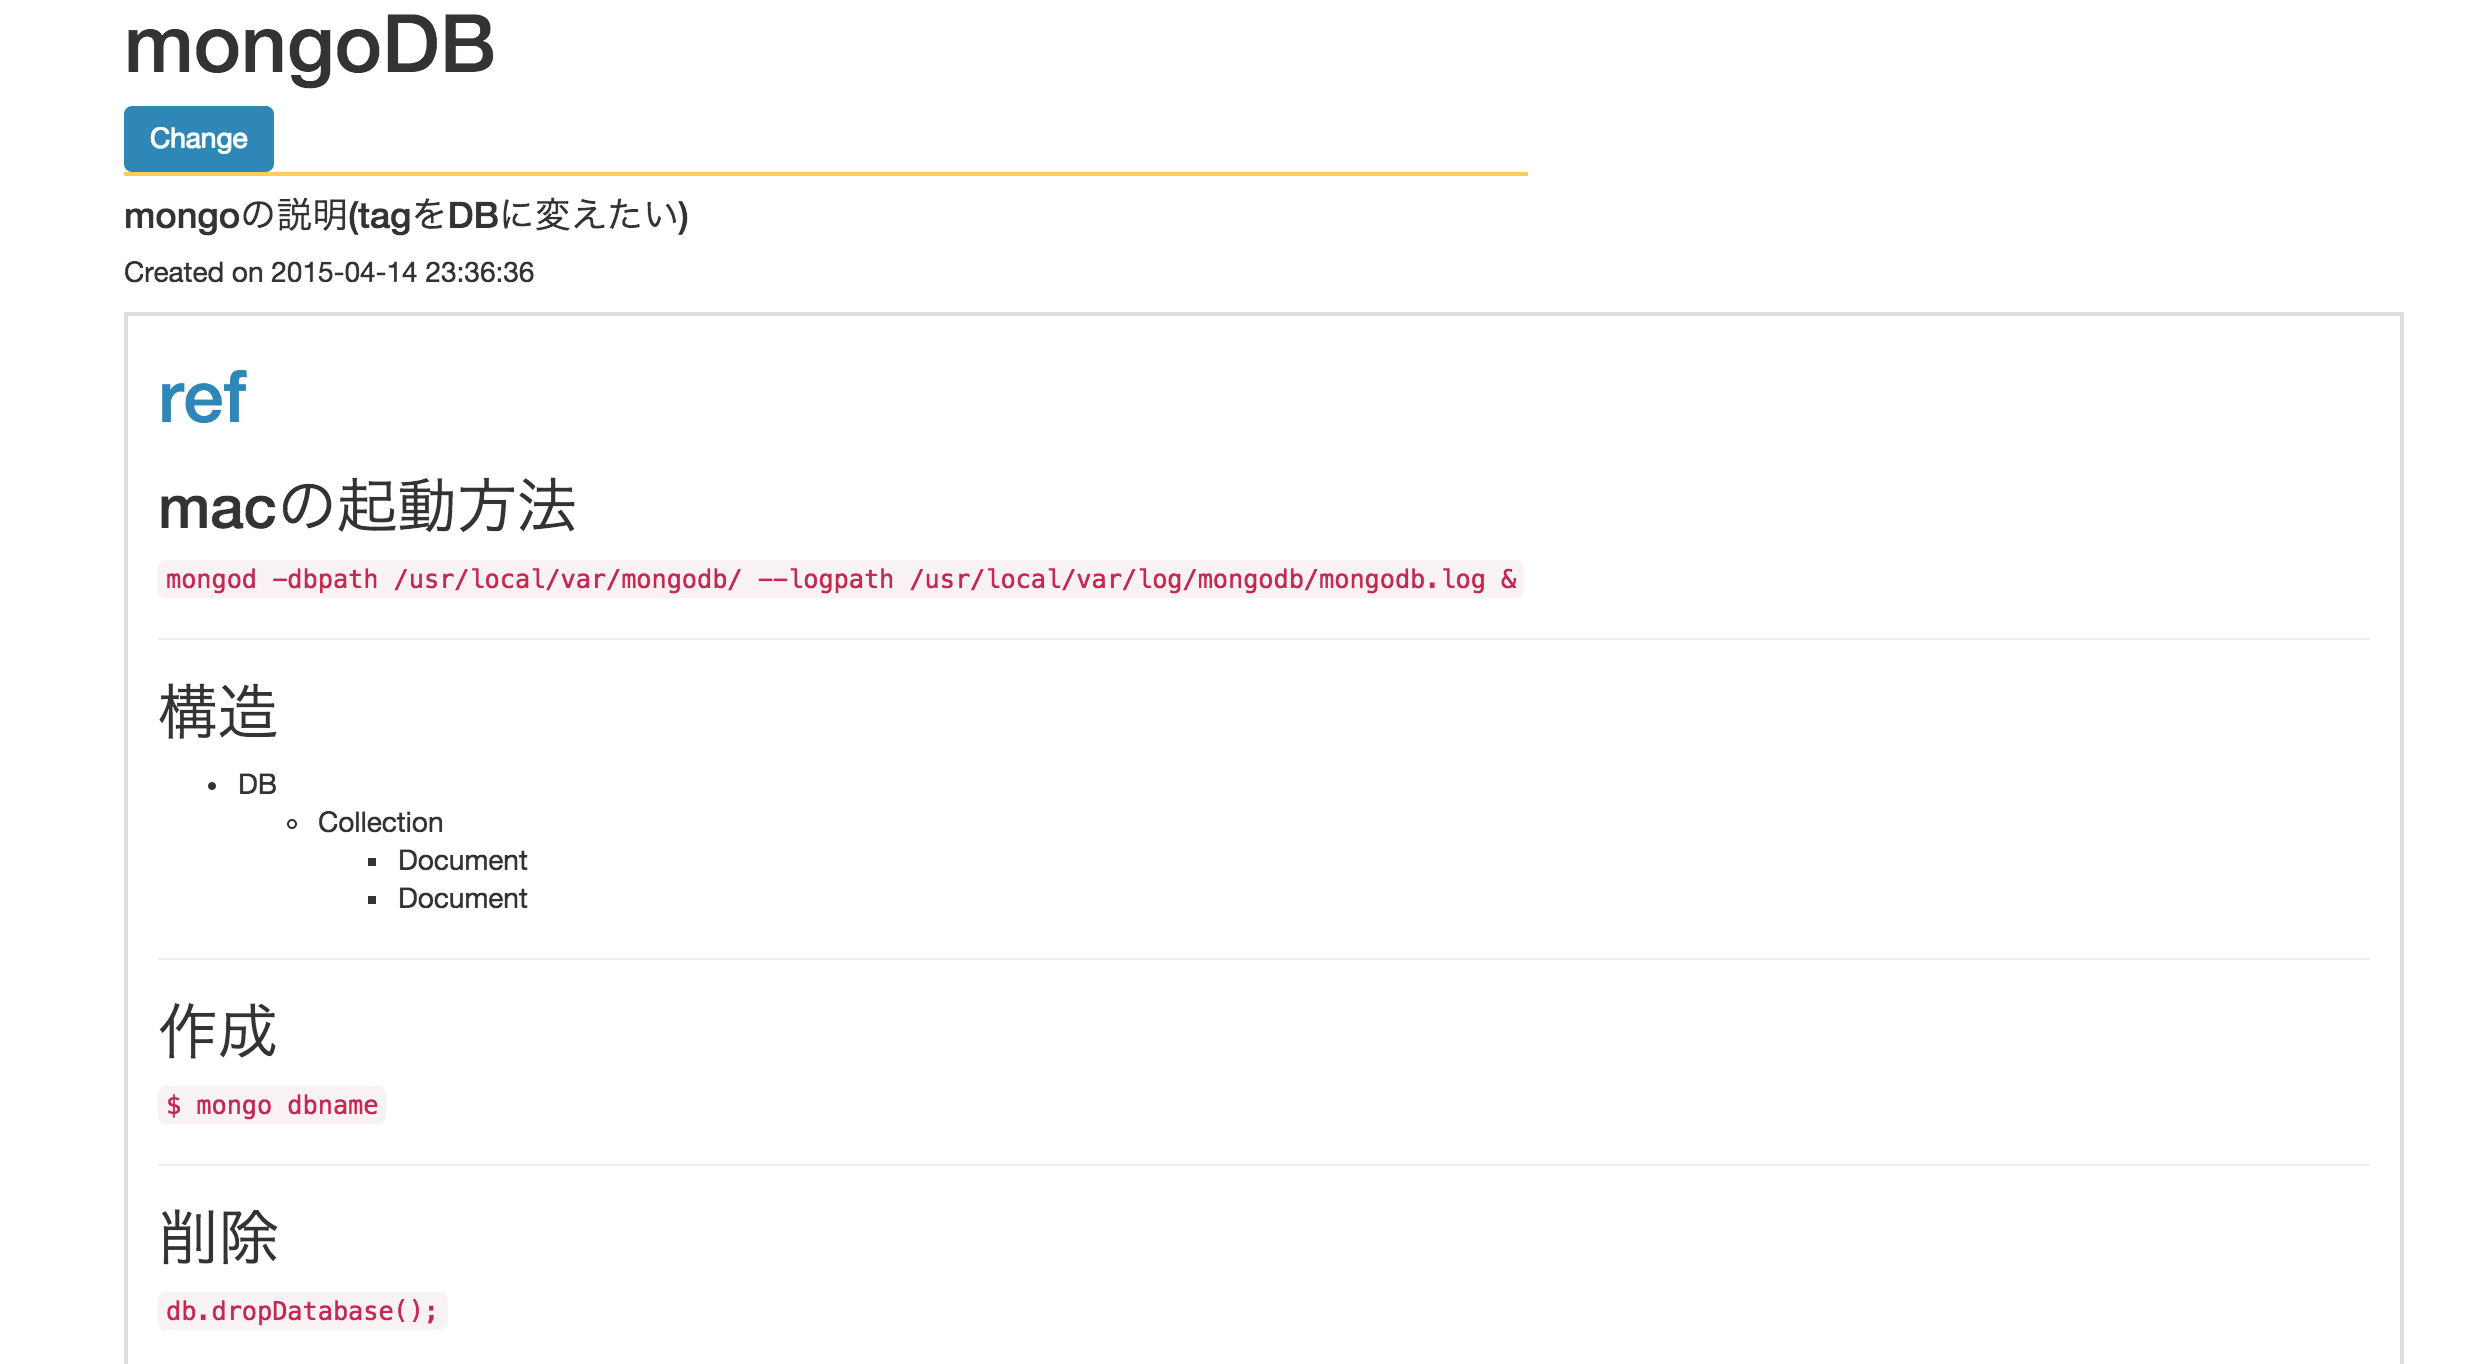 mongoDB
Change
mongoの説明(tagをDBに変えたい)
Created on 2015-04-14 23:36:36
ref
macの起動方法
mongod -dbpath /usr/local/var/mongodb/ --logpath /usr/local/var/log/mongodb/mongodb.log &
構造
DB
Collection
Document
Document
作成
$ mongo dbname
削除
db.dropDatabase();